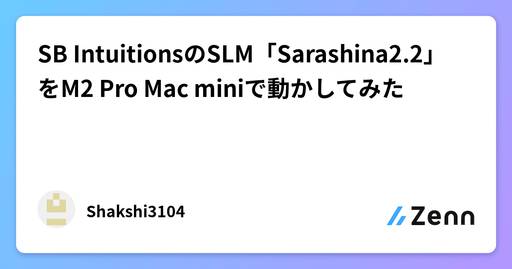 SB IntuitionsのSLM「Sarashina2.2」
をM2 Pro Mac miniで動かしてみた
Shakshi3104
Zenn